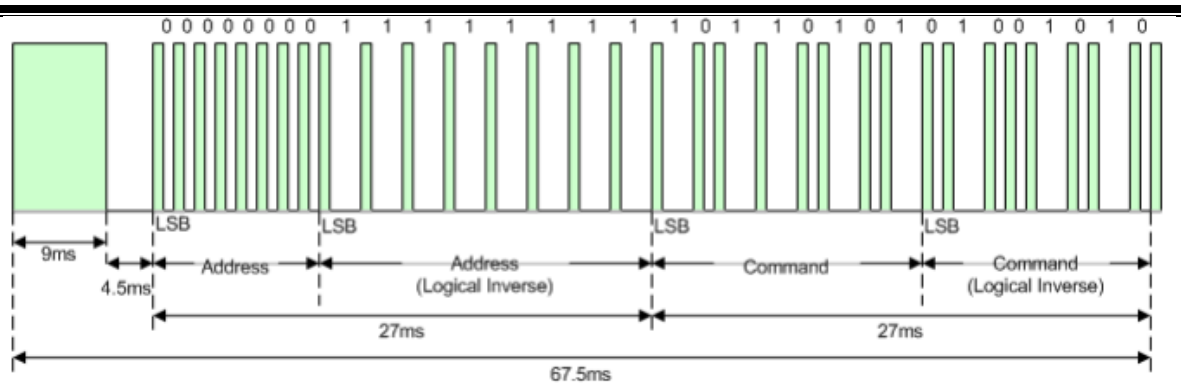 0 0 0 0 0 0 0 0 1 1 1 1 1 1 1 1 1 0 1 1 0 1 0 1 0 1 0 0 1 0 1 0
LSB LSB LSB LSB
9ms
4.5ms
Address
Address
(Logical Inverse)
Command
Command
(Logical Inverse)
27ms 27ms
67.5ms